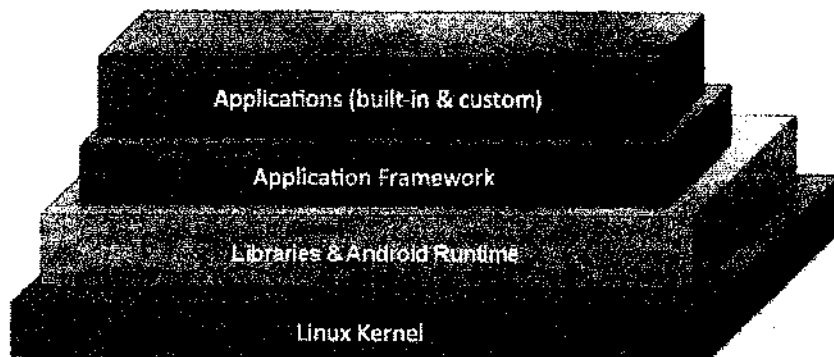 Applications (built-in & custom)
Application Framework
Libraries & Android Runtime
Linux Kernel